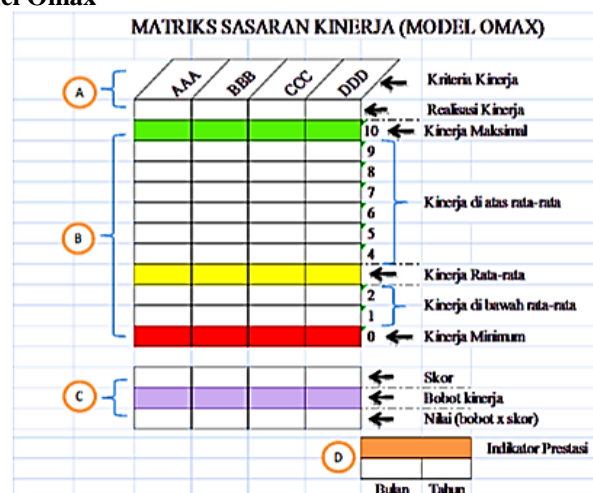 MATRIKS SASARAN KINERJA (MODEL OMAX)
A
AAA BBB CCC DDD Kriteria Kinerja
Realisasi Kinerja
10 Kinerja Maksimal
9
8
7
6 Kinerja di atas rata-rata
5
4
B
Kinerja Rata-rata
2
1 Kinerja di bawah rata-rata
0 Kinerja Minimum
Skor
C Bobot kinerja
Nilai (bobot x skor)
D Indikator Prestasi
Bulan Tahun